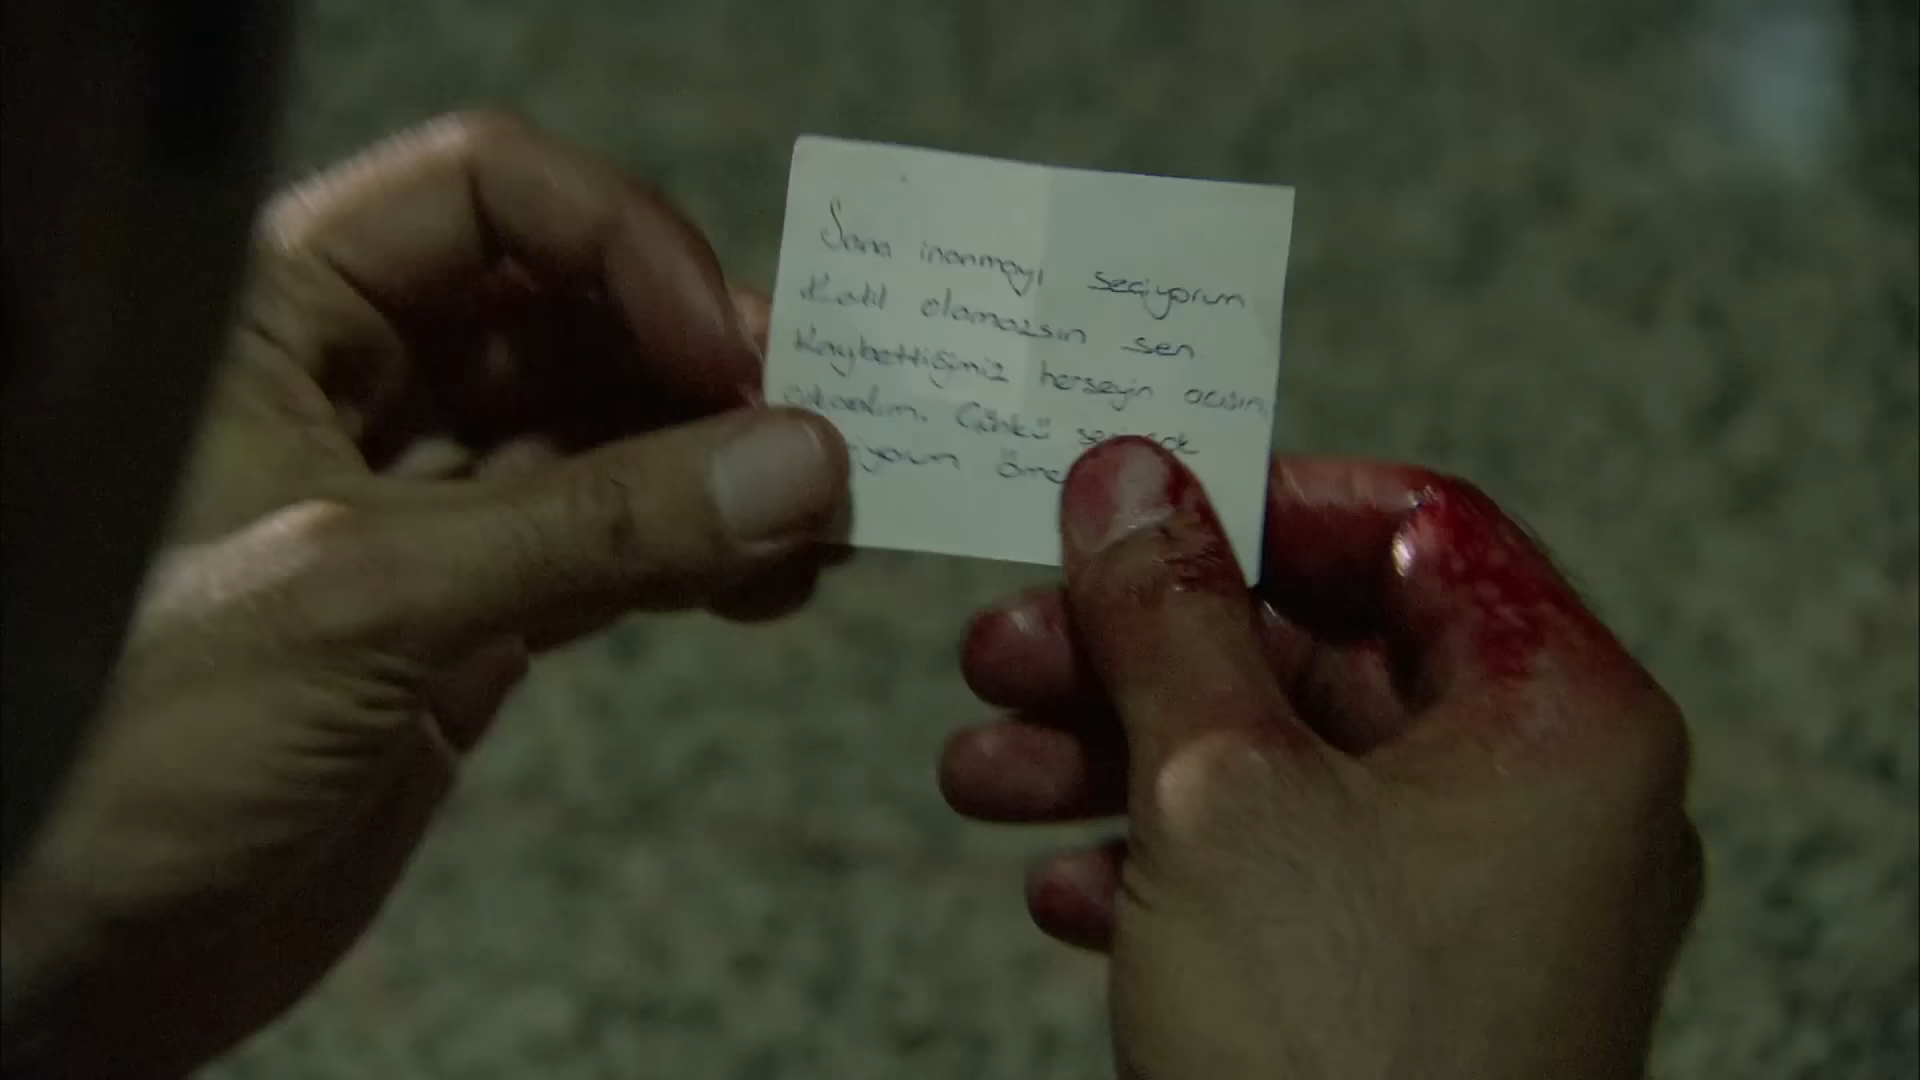 Sana inanmayı seçiyorum
Katil olamazsın sen
Kaybettiğimiz herşeyin acısını
çıkaralım. Çünkü